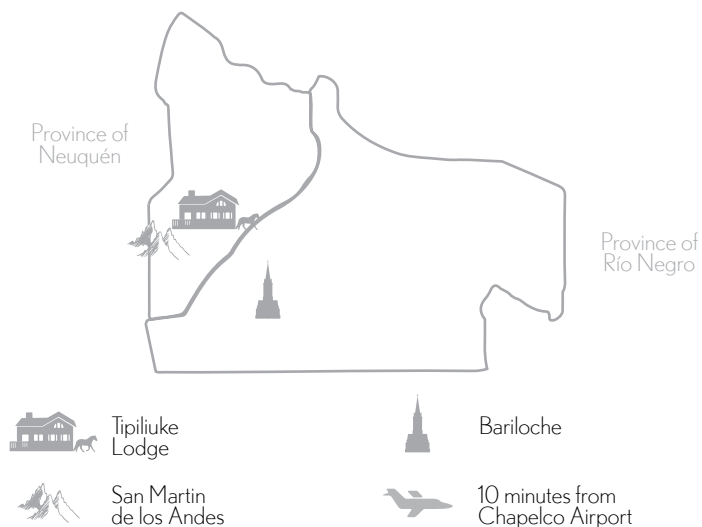 Province of
Neuquén
Province of
Río Negro
Tipiliuke
Lodge
Bariloche
San Martin
de los Andes
10 minutes from
Chapelco Airport